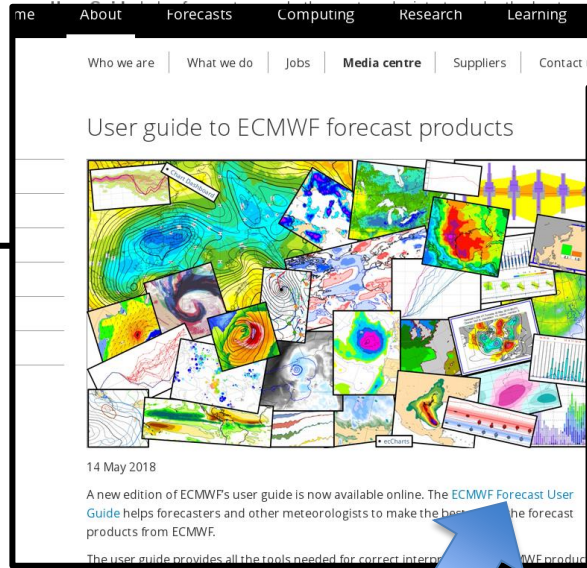 About Forecasts Computing Research Learning
Who we are What we do Jobs Media centre Suppliers Contact
User guide to ECMWF forecast products
Chart Dashboard
ecCharts
14 May 2018
A new edition of ECMWF's user guide is now available online. The ECMWF Forecast User
Guide helps forecasters and other meteorologists to make the forecast
products from ECMWF.
The user guide provides all the tools needed for correct